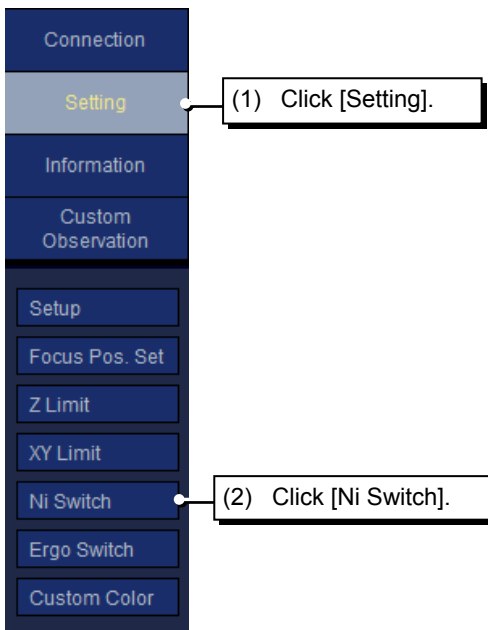 Connection
Setting
(1) Click [Setting].
Information
Custom
Observation
Setup
Focus Pos. Set
Z Limit
XY Limit
Ni Switch
(2) Click [Ni Switch].
Ergo Switch
Custom Color